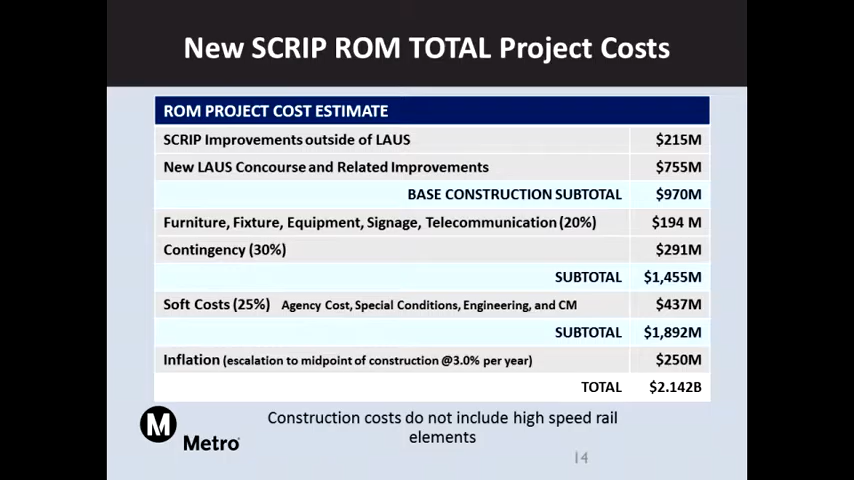 New SCRIP ROM TOTAL Project Costs
ROM PROJECT COST ESTIMATE
SCRIP Improvements outside of LAUS $215M
New LAUS Concourse and Related Improvements $755M
BASE CONSTRUCTION SUBTOTAL $970M
Furniture, Fixture, Equipment, Signage, Telecommunication (20%) $194 M
Contingency (30%) $291M
SUBTOTAL $1,455M
Soft Costs (25%) Agency Cost, Special Conditions, Engineering, and CM $437M
SUBTOTAL $1,892M
Inflation (escalation to midpoint of construction @3.0% per year) $250M
TOTAL $2.142B
Construction costs do not include high speed rail
elements
M
Metro
14